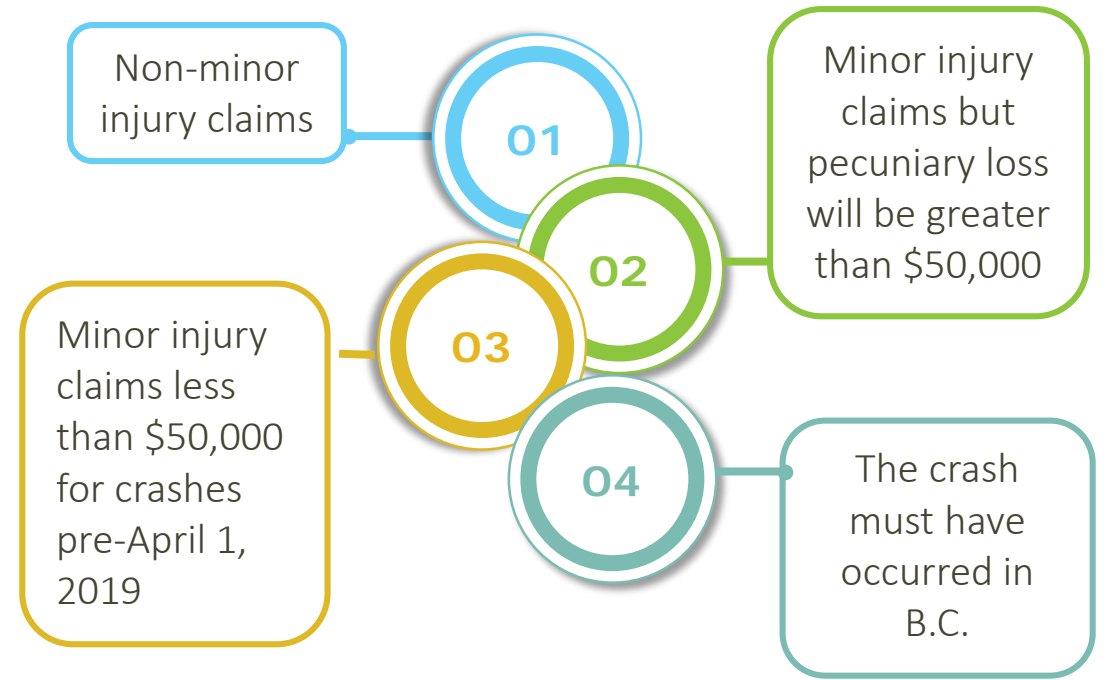 Non-minor
injury claims
01
Minor injury
claims but
pecuniary loss
will be greater
than $50,000
02
Minor injury
claims less
than $50,000
for crashes
pre-April 1,
2019
03
The crash
must have
occurred in
B.C.
04